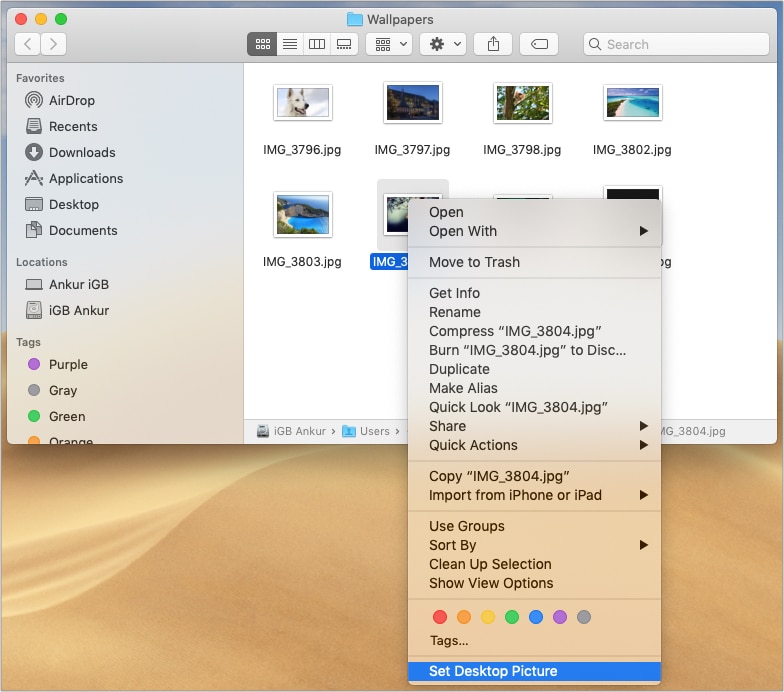 Wallpapers
Search
Favorites
AirDrop
Recents
Downloads
Applications
Desktop
Documents
Locations
Ankur iGB
iGB Ankur
Tags
Purple
Gray
Green
Orange
IMG_3796.jpg
IMG_3797.jpg
IMG_3798.jpg
IMG_3802.jpg
IMG_3803.jpg
IMG_3
pg
iGB Ankur › Users ›
MG_3804.jpg
Open
Open With
Move to Trash
Get Info
Rename
Compress “IMG_3804.jpg”
Burn “IMG_3804.jpg” to Disc...
Duplicate
Make Alias
Quick Look “IMG_3804.jpg”
Share
Quick Actions
Copy “IMG_3804.jpg”
Import from iPhone or iPad
Use Groups
Sort By
Clean Up Selection
Show View Options
Tags...
Set Desktop Picture